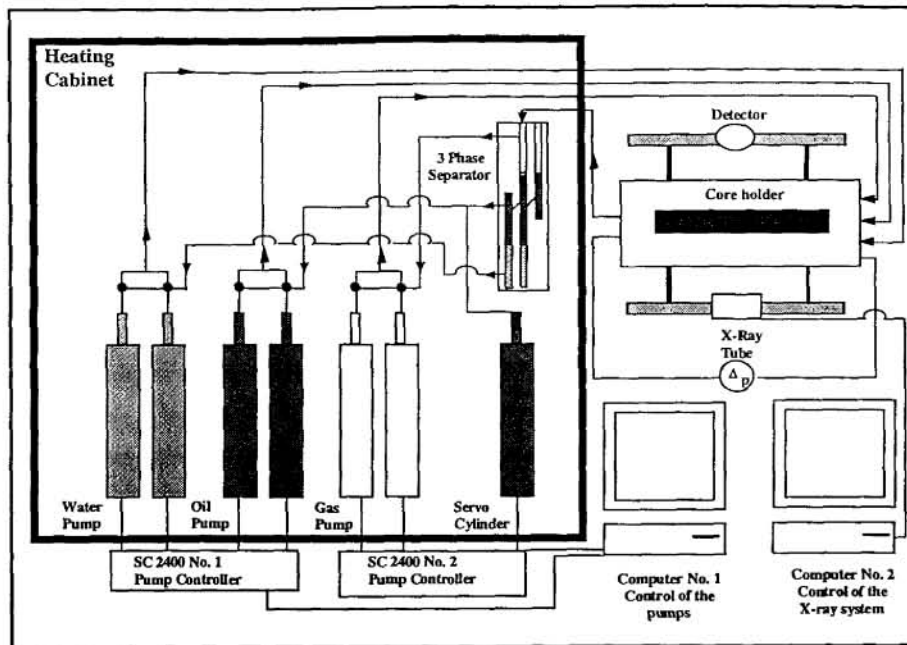 Heating
Cabinet
3 Phase
Separator
Detector
Core holder
X-Ray
Tube
Δp
Water
Pump
Oil
Pump
Gas
Pump
Servo
Cylinder
SC 2400 No. 1
Pump Controller
SC 2400 No. 2
Pump Controller
Computer No. 1
Control of the
pumps
Computer No. 2
Control of the
X-ray system